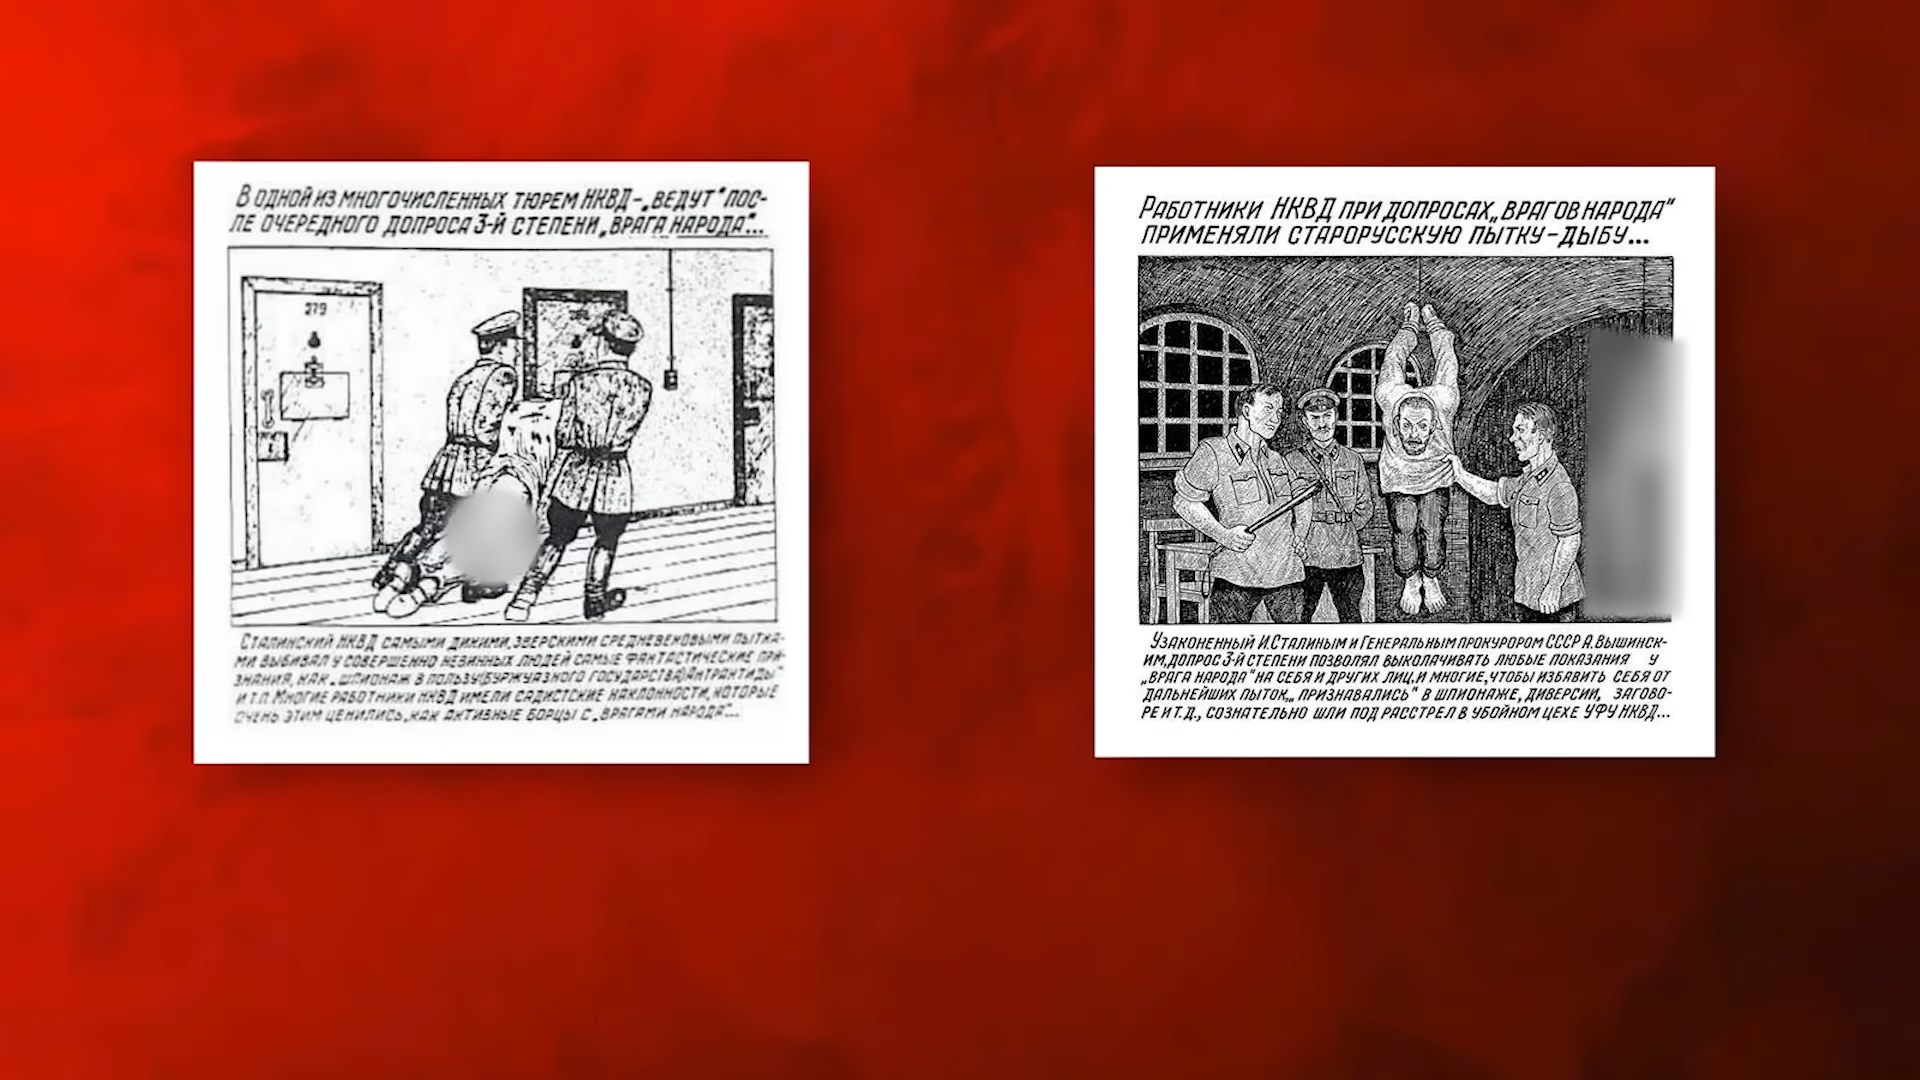 В одной из многочисленных тюрем НКВД-„ведут" пос-
ле очередного допроса 3-й степени „врага народа"...
279
Сталинский НКВД самыми дикими, зверскими средневековыми пытка-
ми выбивал у совершенно невинных людей самые фантастические при-
знания, как „шпионаж в пользу (буржуазного государства) Антрантиды"
и т.п. Многие работники НКВД имели садистские наклонности, которые
очень этим ценились, как активные борцы с „врагами народа"...
Работники НКВД при допросах „врагов народа"
применяли старорусскую пытку-дыбу...
Узаконенный И.Сталиным и Генеральным прокурором СССР А.Вышинск-
им, допрос 3-й степени позволял выколачивать любые показания у
„врага народа" на себя и других лиц, и многие, чтобы избавить себя от
дальнейших пыток, „признавались" в шпионаже, диверсии, загово-
ре и т.д., сознательно шли под расстрел в убойном цехе УФУ НКВД...